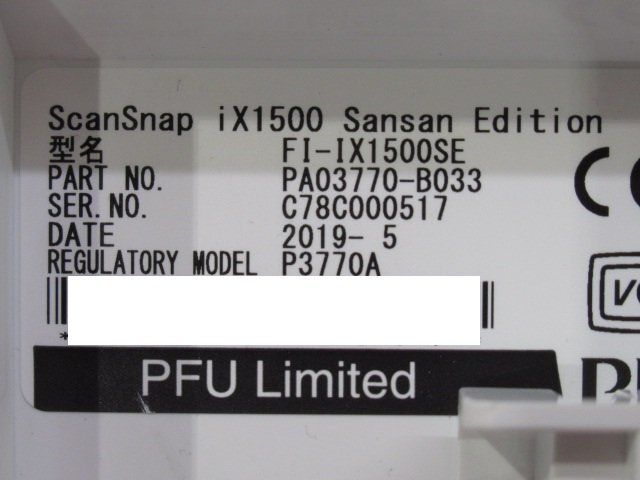 ScanSnap iX1500 Sansan Edition
型名 FI-IX1500SE
PART NO. PA03770-B033
SER.NO. C78C000517
DATE 2019- 5
REGULATORY MODEL P3770A
*
PFU Limited